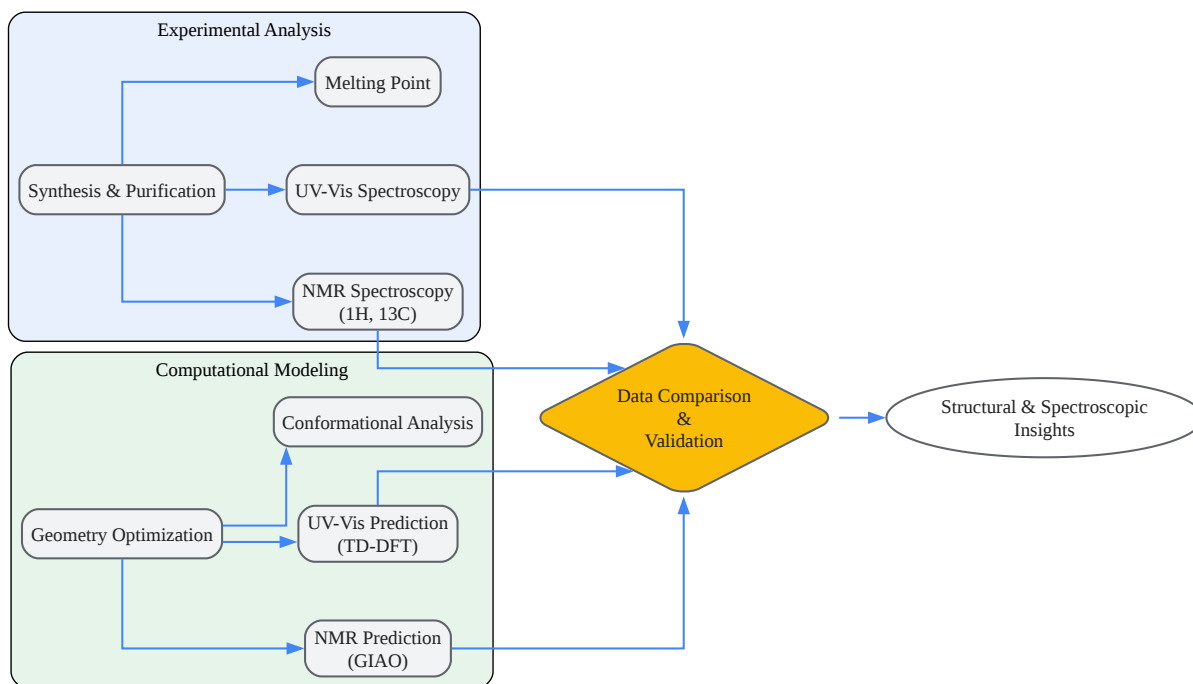 Experimental Analysis
Melting Point
Synthesis & Purification
UV-Vis Spectroscopy
NMR Spectroscopy
(1H, 13C)
Computational Modeling
Conformational Analysis
Geometry Optimization
UV-Vis Prediction
(TD-DFT)
NMR Prediction
(GIAO)
Data Comparison
&
Validation
Structural & Spectroscopic
Insights